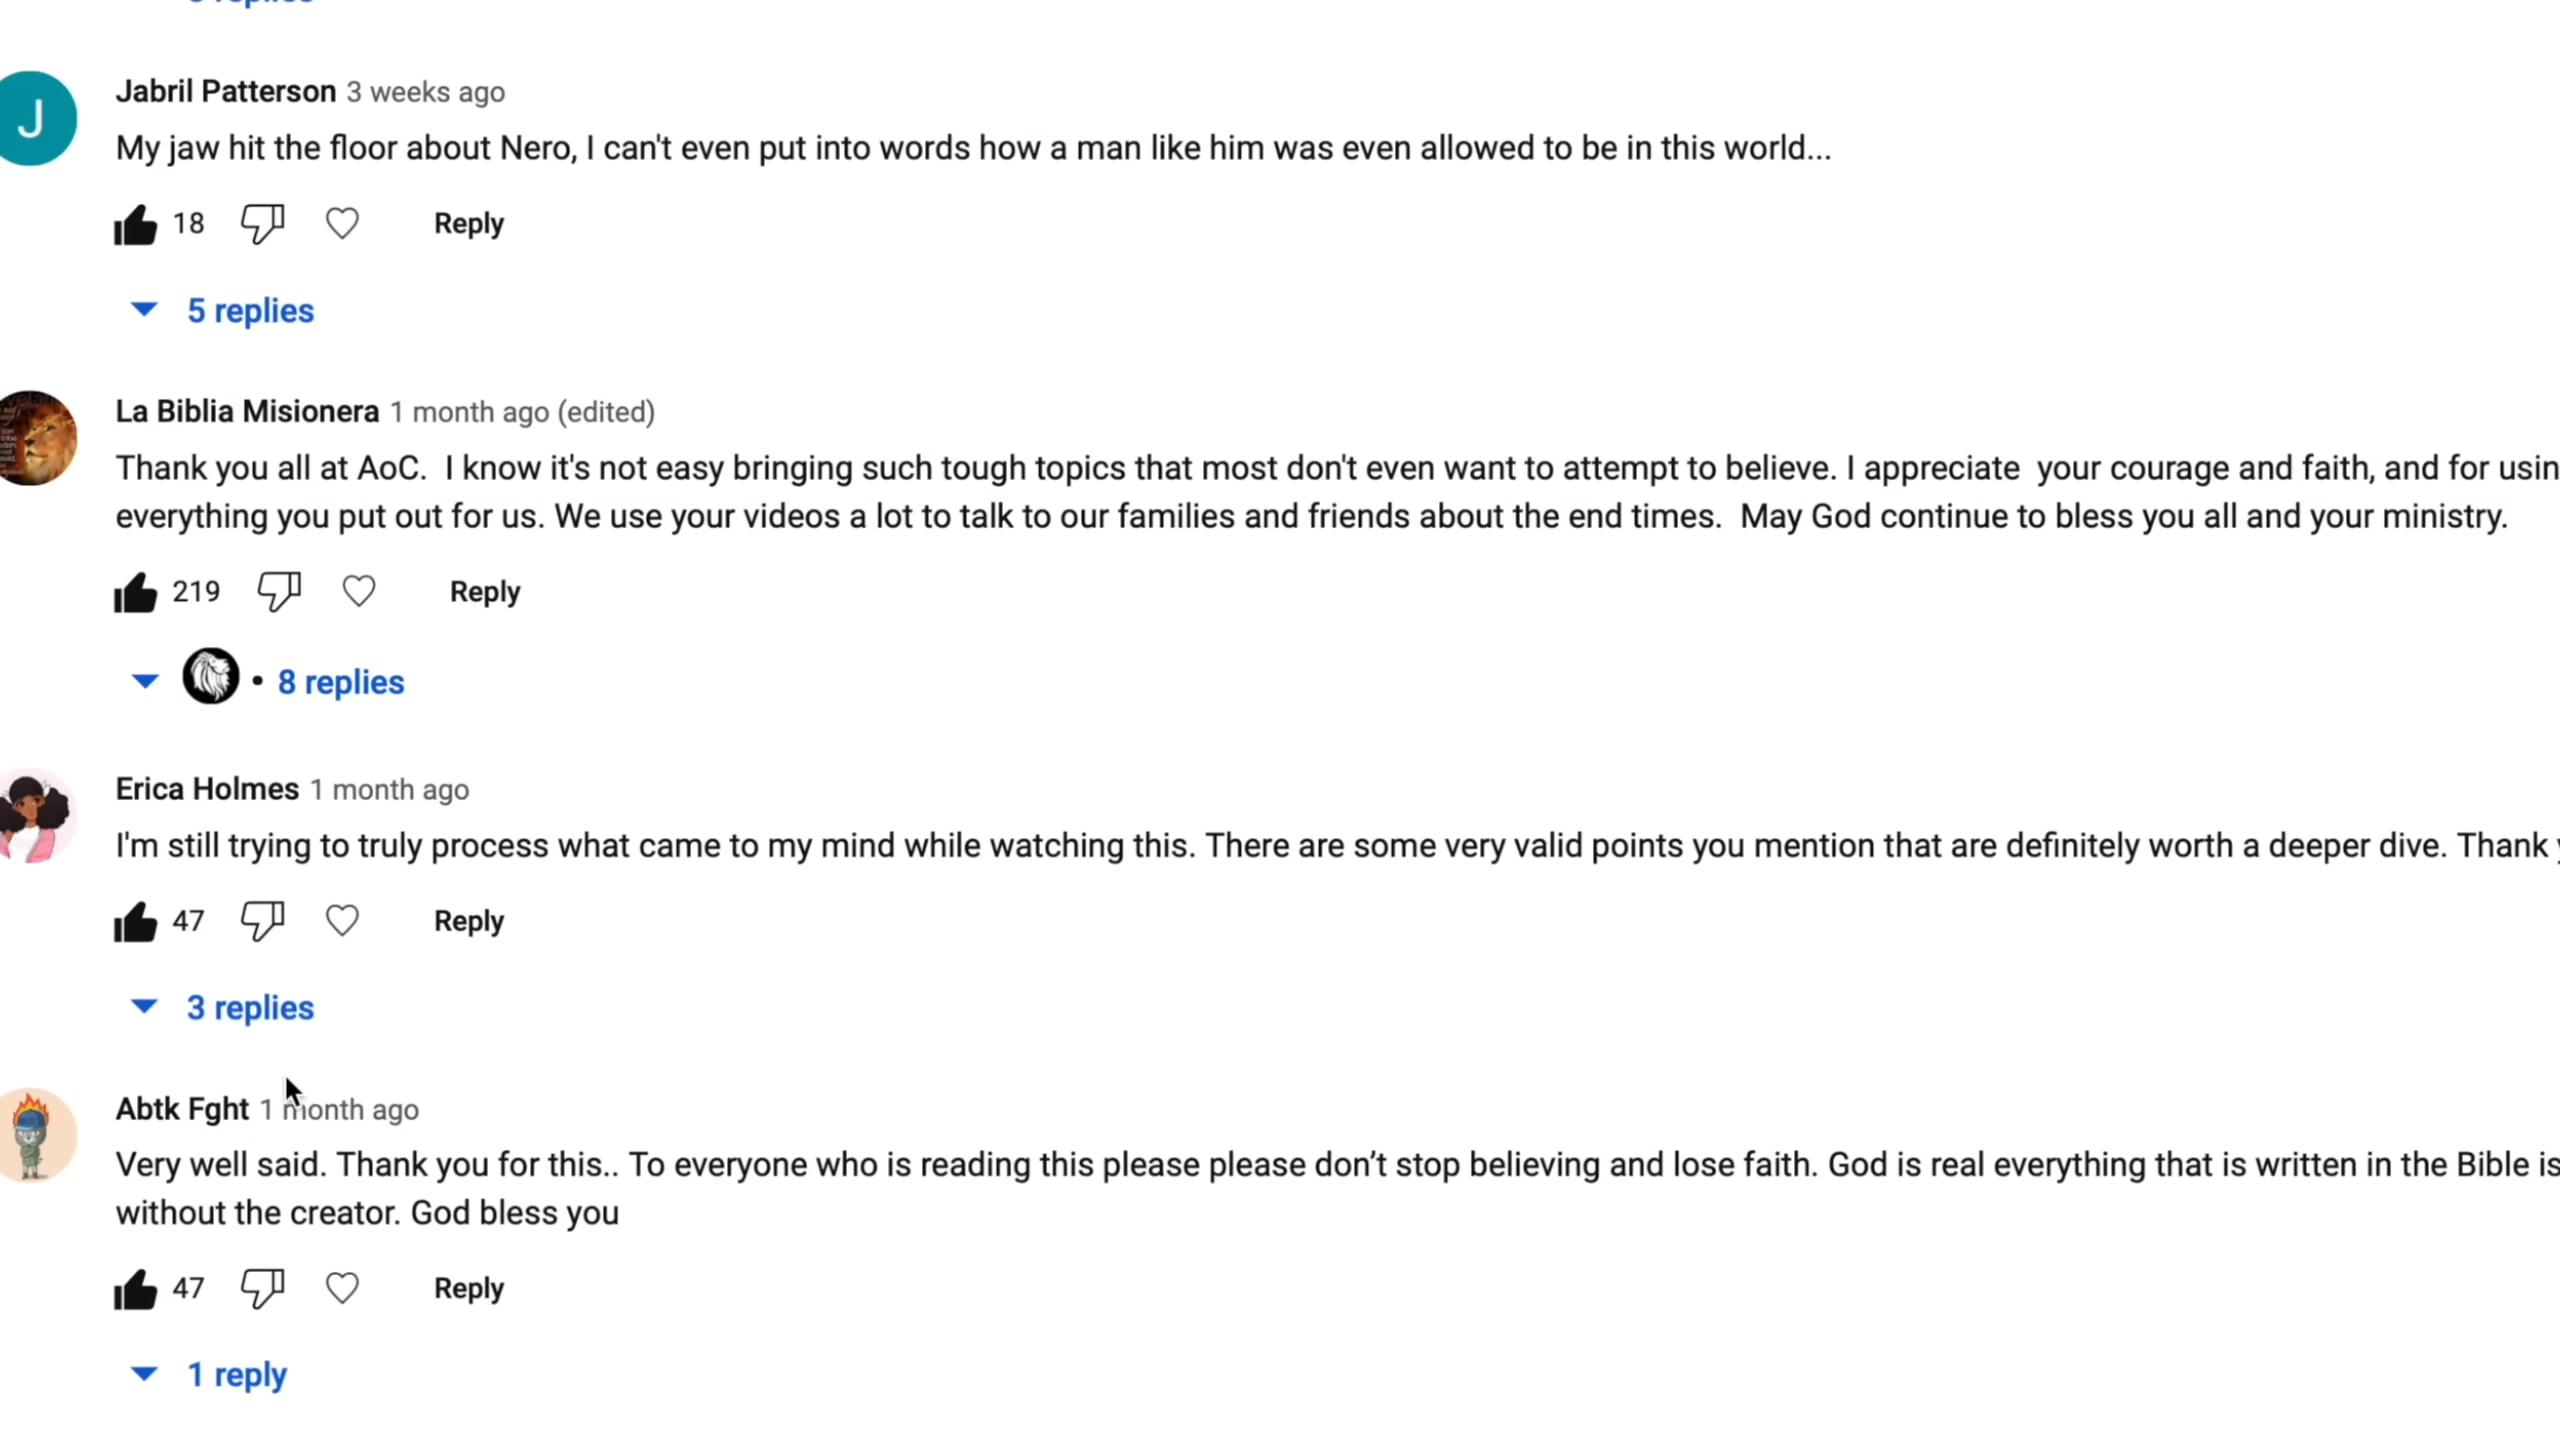 Jabril Patterson 3 weeks ago
My jaw hit the floor about Nero, I can't even put into words how a man like him was even allowed to be in this world...
18 Reply
5 replies
La Biblia Misionera 1 month ago (edited)
Thank you all at AoC.  I know it's not easy bringing such tough topics that most don't even want to attempt to believe. I appreciate  your courage and faith, and for usin
everything you put out for us. We use your videos a lot to talk to our families and friends about the end times.  May God continue to bless you all and your ministry.
219 Reply
• 8 replies
Erica Holmes 1 month ago
I'm still trying to truly process what came to my mind while watching this. There are some very valid points you mention that are definitely worth a deeper dive. Thank
47 Reply
3 replies
Abtk Fght 1 month ago
Very well said. Thank you for this.. To everyone who is reading this please please don’t stop believing and lose faith. God is real everything that is written in the Bible is
without the creator. God bless you
47 Reply
1 reply